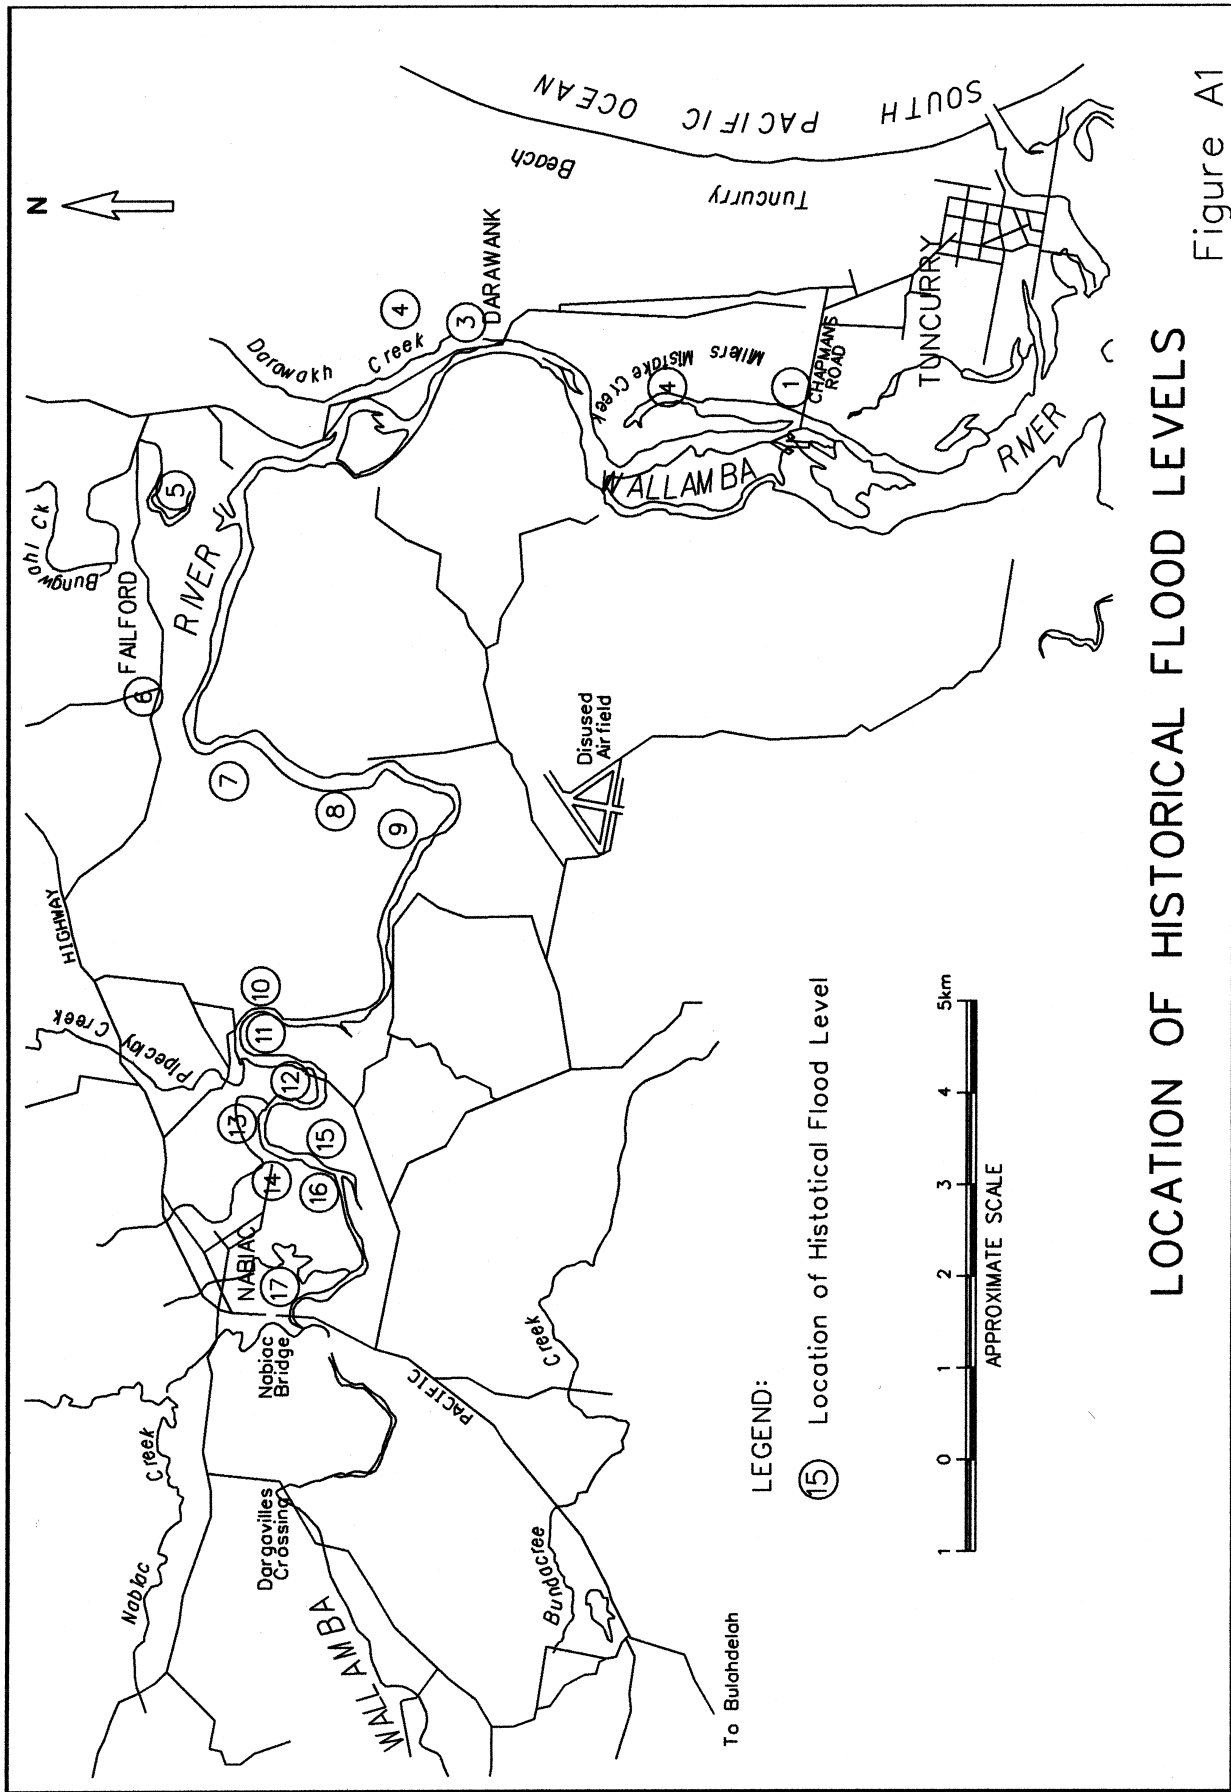 N
HIGHWAY
Pipeclay
Creek
Bungwahl Ck
FAILFORD
RIVER
Darawakh
Creek
DARAWANK
Nabiac
Creek
NABIAC
Nabiac
Bridge
Dargavilles
Crossing
WALLAMBA
17
14
13
16
15
12
11
10
9
8
7
6
5
4
3
PACIFIC
Creek
Bundacree
Disused
Airfield
WALLAMBA
RIVER
Millers Mistake Creek
4
1
CHAPMANS
ROAD
TUNCURRY
Tuncurry
Beach
SOUTH PACIFIC OCEAN
To Bulahdelah
LEGEND:
15 Location of Histotical Flood Level
1 0 1 2 3 4 5km
APPROXIMATE SCALE
LOCATION OF HISTORICAL FLOOD LEVELS
Figure A1